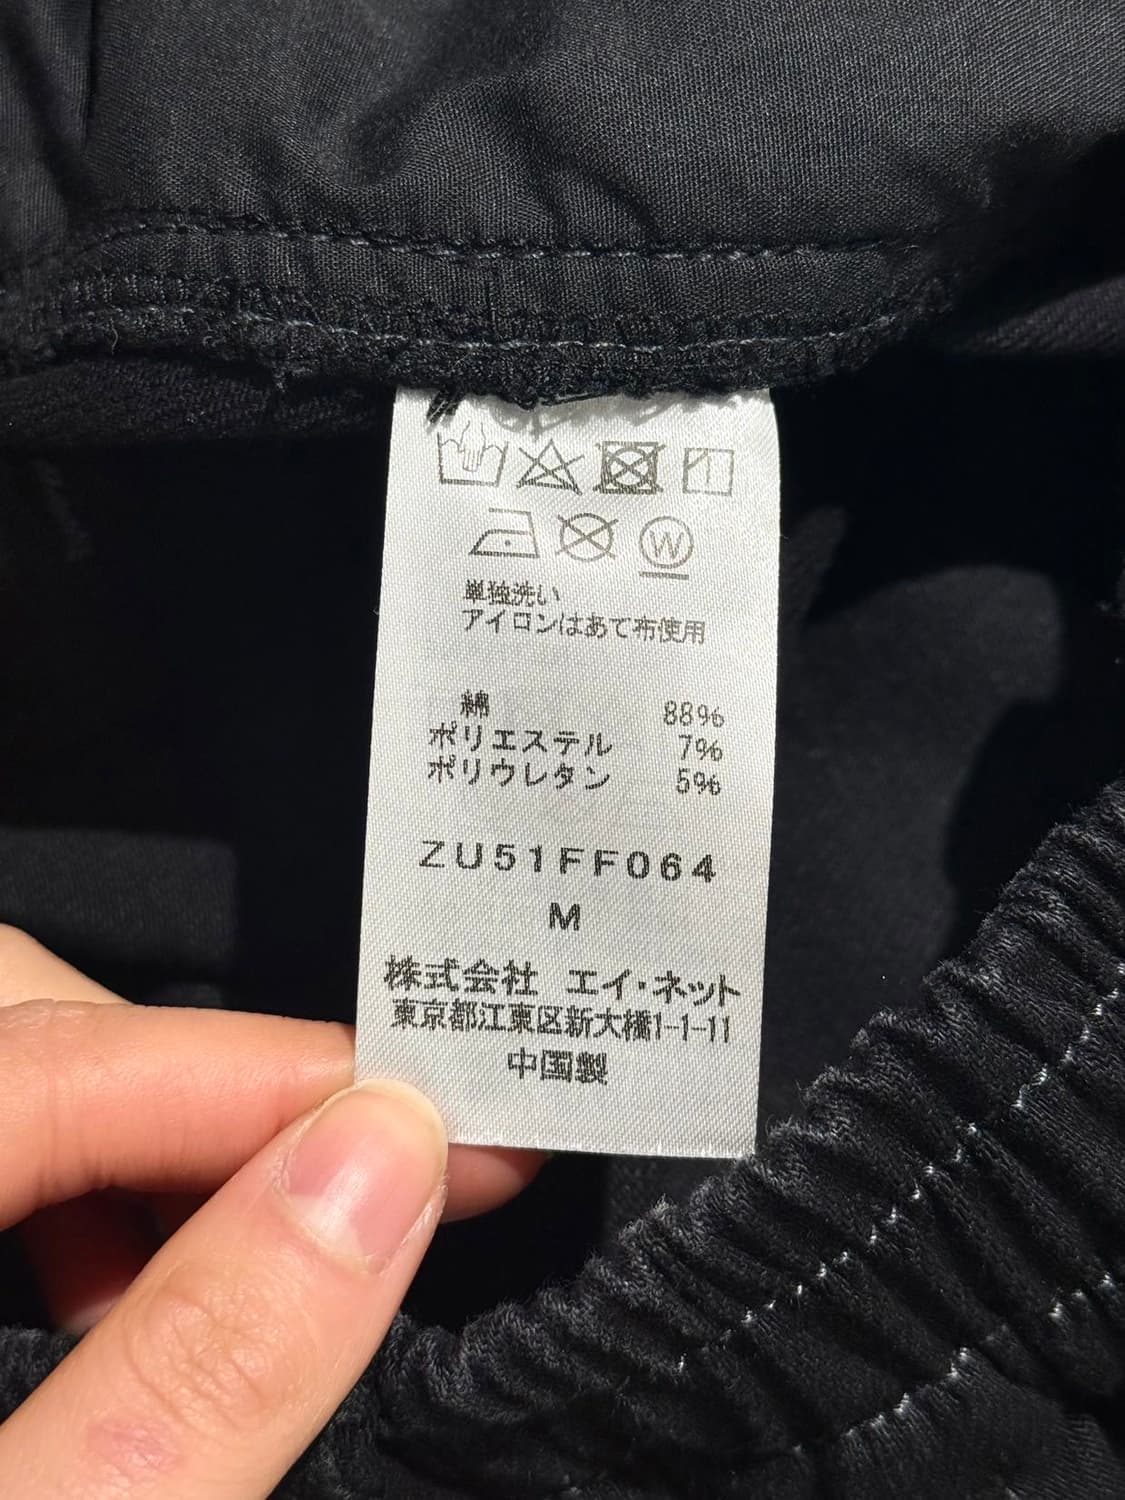 W
単独洗い
アイロンはあて布使用
綿 88%
ポリエステル 7%
ポリウレタン 5%
ZU51FF064
M
株式会社 エイ・ネット
東京都江東区新大橋1-1-11
中国製